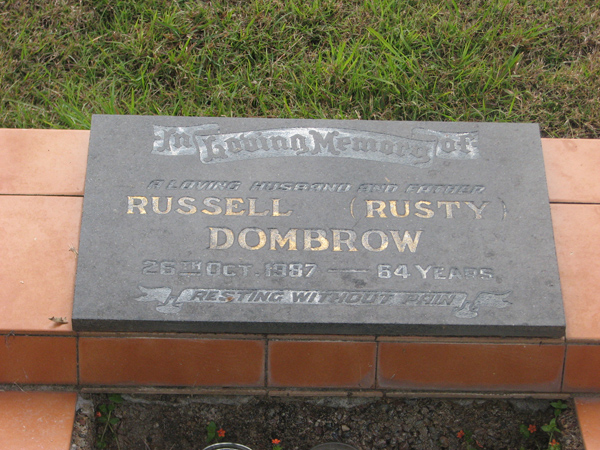 In Loving Memory of
A LOVING HUSBAND AND FATHER
RUSSELL (RUSTY)
DOMBROW
26TH OCT. 1987 — 64 YEARS.
RESTING WITHOUT PAIN